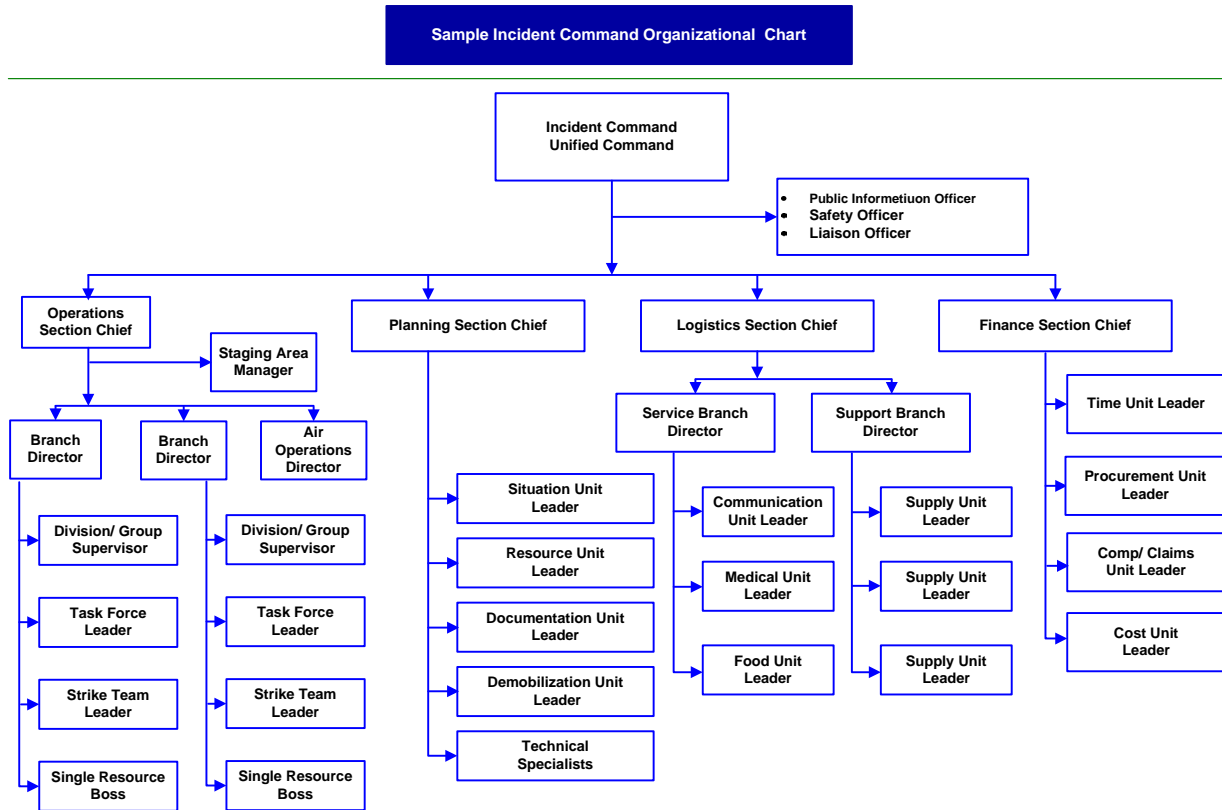 Sample Incident Command Organizational Chart
Incident Command
Unified Command
• Public Informetiuon Officer
• Safety Officer
• Liaison Officer
Operations
Section Chief
Planning Section Chief
Logistics Section Chief
Finance Section Chief
Staging Area
Manager
Branch
Director
Branch
Director
Air
Operations
Director
Service Branch
Director
Support Branch
Director
Time Unit Leader
Situation Unit
Leader
Communication
Unit Leader
Supply Unit
Leader
Procurement Unit
Leader
Division/ Group
Supervisor
Division/ Group
Supervisor
Resource Unit
Leader
Medical Unit
Leader
Supply Unit
Leader
Comp/ Claims
Unit Leader
Task Force
Leader
Task Force
Leader
Documentation Unit
Leader
Food Unit
Leader
Supply Unit
Leader
Cost Unit
Leader
Strike Team
Leader
Strike Team
Leader
Demobilization Unit
Leader
Technical
Specialists
Single Resource
Boss
Single Resource
Boss